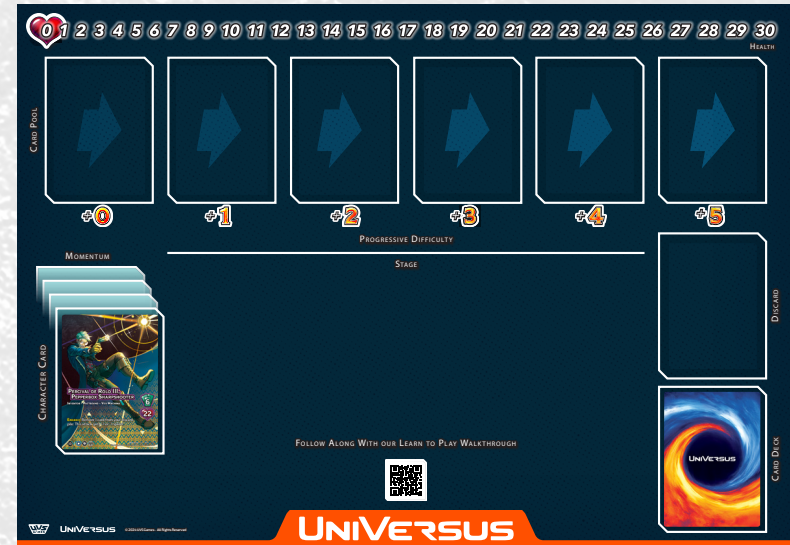 0 1 2 3 4 5 6 7 8 9 10 11 12 13 14 15 16 17 18 19 20 21 22 23 24 25 26 27 28 29 30
Health
Card Pool
+0 +1 +2 +3 +4 +5
Progressive Difficulty
Stage
Momentum
Discard
Character Card
Percival de Rolo III:
Pepperbox Sharpshooter
6
22
Card Deck
UniVersus
Follow Along With our Learn to Play Walkthrough
UVS
UniVersus
UniVersus